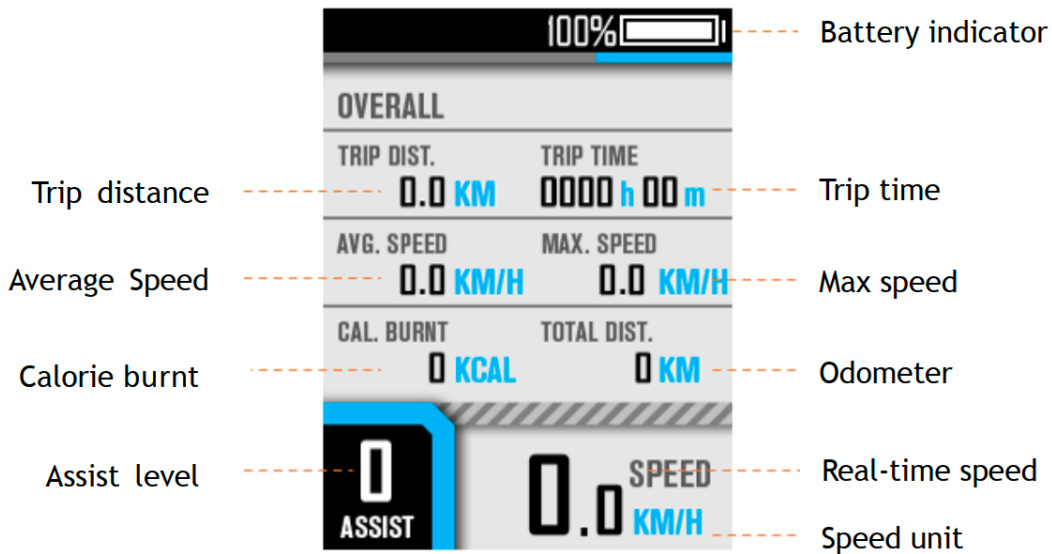 100%
Battery indicator
OVERALL
TRIP DIST.
TRIP TIME
Trip distance
0.0 KM
0000 h 00 m
Trip time
AVG. SPEED
MAX. SPEED
Average Speed
0.0 KM/H
0.0 KM/H
Max speed
CAL. BURNT
TOTAL DIST.
Calorie burnt
0 KCAL
0 KM
Odometer
Assist level
0
ASSIST
0.0
SPEED
KM/H
Real-time speed
Speed unit